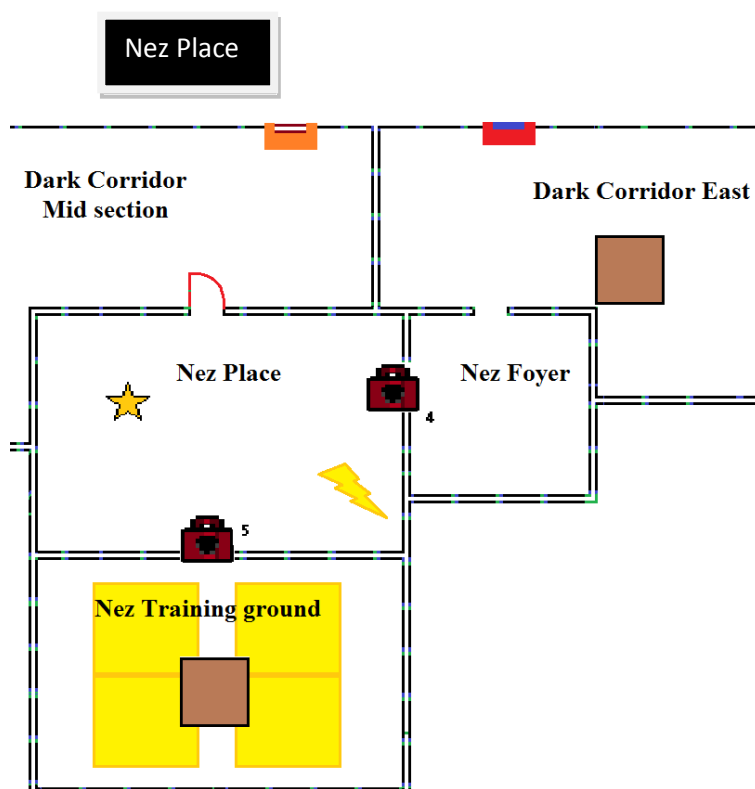 Nez Place
Dark Corridor
Mid section
Dark Corridor East
Nez Place
Nez Foyer
4
5
Nez Training ground